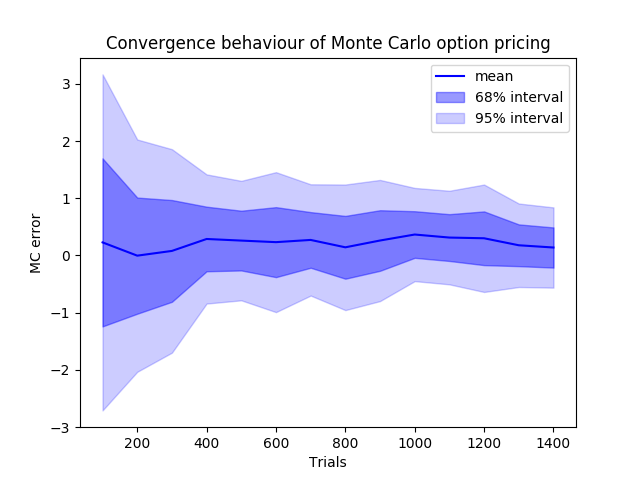 Convergence behaviour of Monte Carlo option pricing
mean
68% interval
95% interval
MC error
3
2
1
0
−1
−2
−3
200 400 600 800 1000 1200 1400
Trials